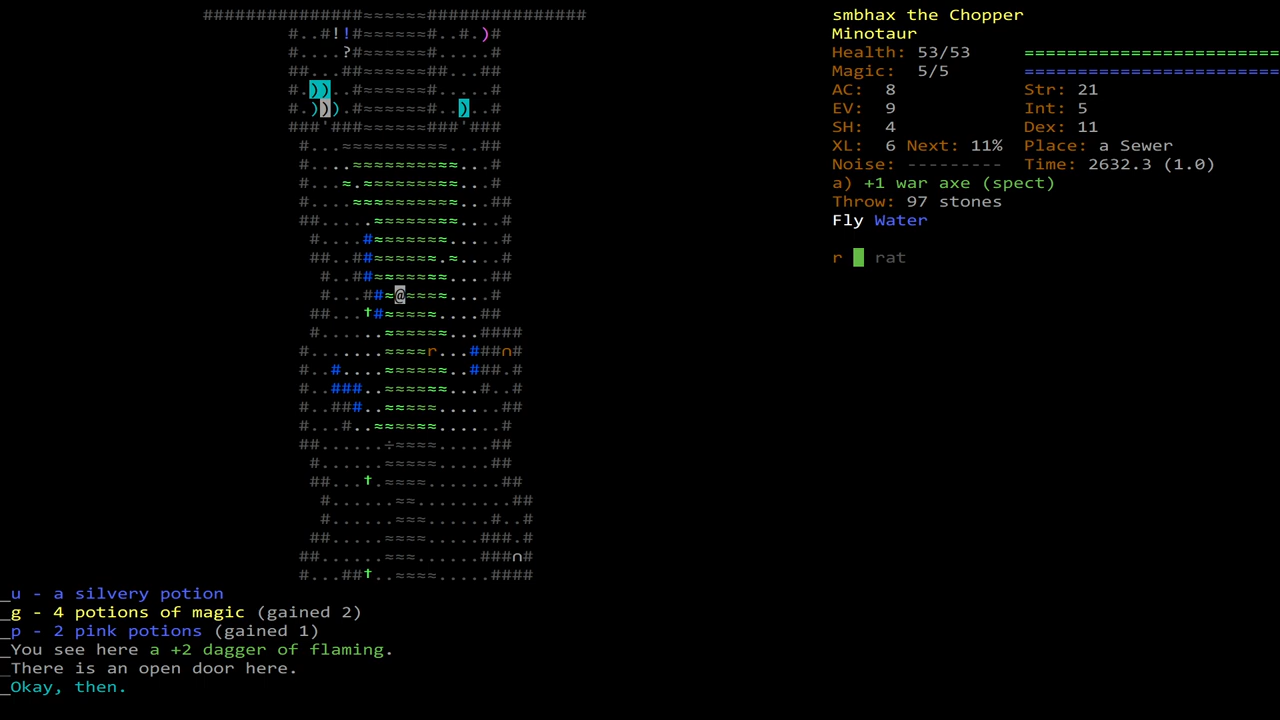 ################≈≈≈≈≈≈################
smbhax the Chopper
#..#!!#≈≈≈≈≈≈#..#.)#
Minotaur
#....?#≈≈≈≈≈≈#.....#
Health: 53/53 ========================
##...##≈≈≈≈≈≈##...##
Magic: 5/5 ========================
#.))..#≈≈≈≈≈≈#.....#
AC: 8 Str: 21
#.))).#≈≈≈≈≈≈#..)..#
EV: 9 Int: 5
###'###≈≈≈≈≈≈###'###
SH: 4 Dex: 11
#...≈≈≈≈≈≈≈≈≈≈...##
XL: 6 Next: 11% Place: a Sewer
#....≈≈≈≈≈≈≈≈≈≈...#
Noise: --------- Time: 2632.3 (1.0)
#...≈.≈≈≈≈≈≈≈≈≈...#
a) +1 war axe (spect)
#....≈≈≈≈≈≈≈≈≈≈...##
Throw: 97 stones
##.....≈≈≈≈≈≈≈≈....#
Fly Water
#....#≈≈≈≈≈≈≈.....#
##..##≈≈≈≈≈≈.≈....#
r rat
#..##≈≈≈≈≈≈≈....##
#...##≈@≈≈≈≈....#
##...†#≈≈≈≈≈....##
#......≈≈≈≈≈≈...####
#.......≈≈≈≈r...###∩#
#..#....≈≈≈≈≈≈..###.#
#..###..≈≈≈≈≈≈...#..#
#..###..≈≈≈≈≈......##
#...#..≈≈≈≈≈≈......#
##......÷≈≈≈≈.....##
#......≈≈≈≈≈.....##
##...†.≈≈≈≈.......##
#......≈≈.........##
#......≈≈≈......#..#
##......≈≈≈≈....###.#
##.......≈≈≈......###∩#
#...##†..≈≈≈≈.....####
_u - a silvery potion
_g - 4 potions of magic (gained 2)
_p - 2 pink potions (gained 1)
_You see here a +2 dagger of flaming.
_There is an open door here.
_Okay, then.